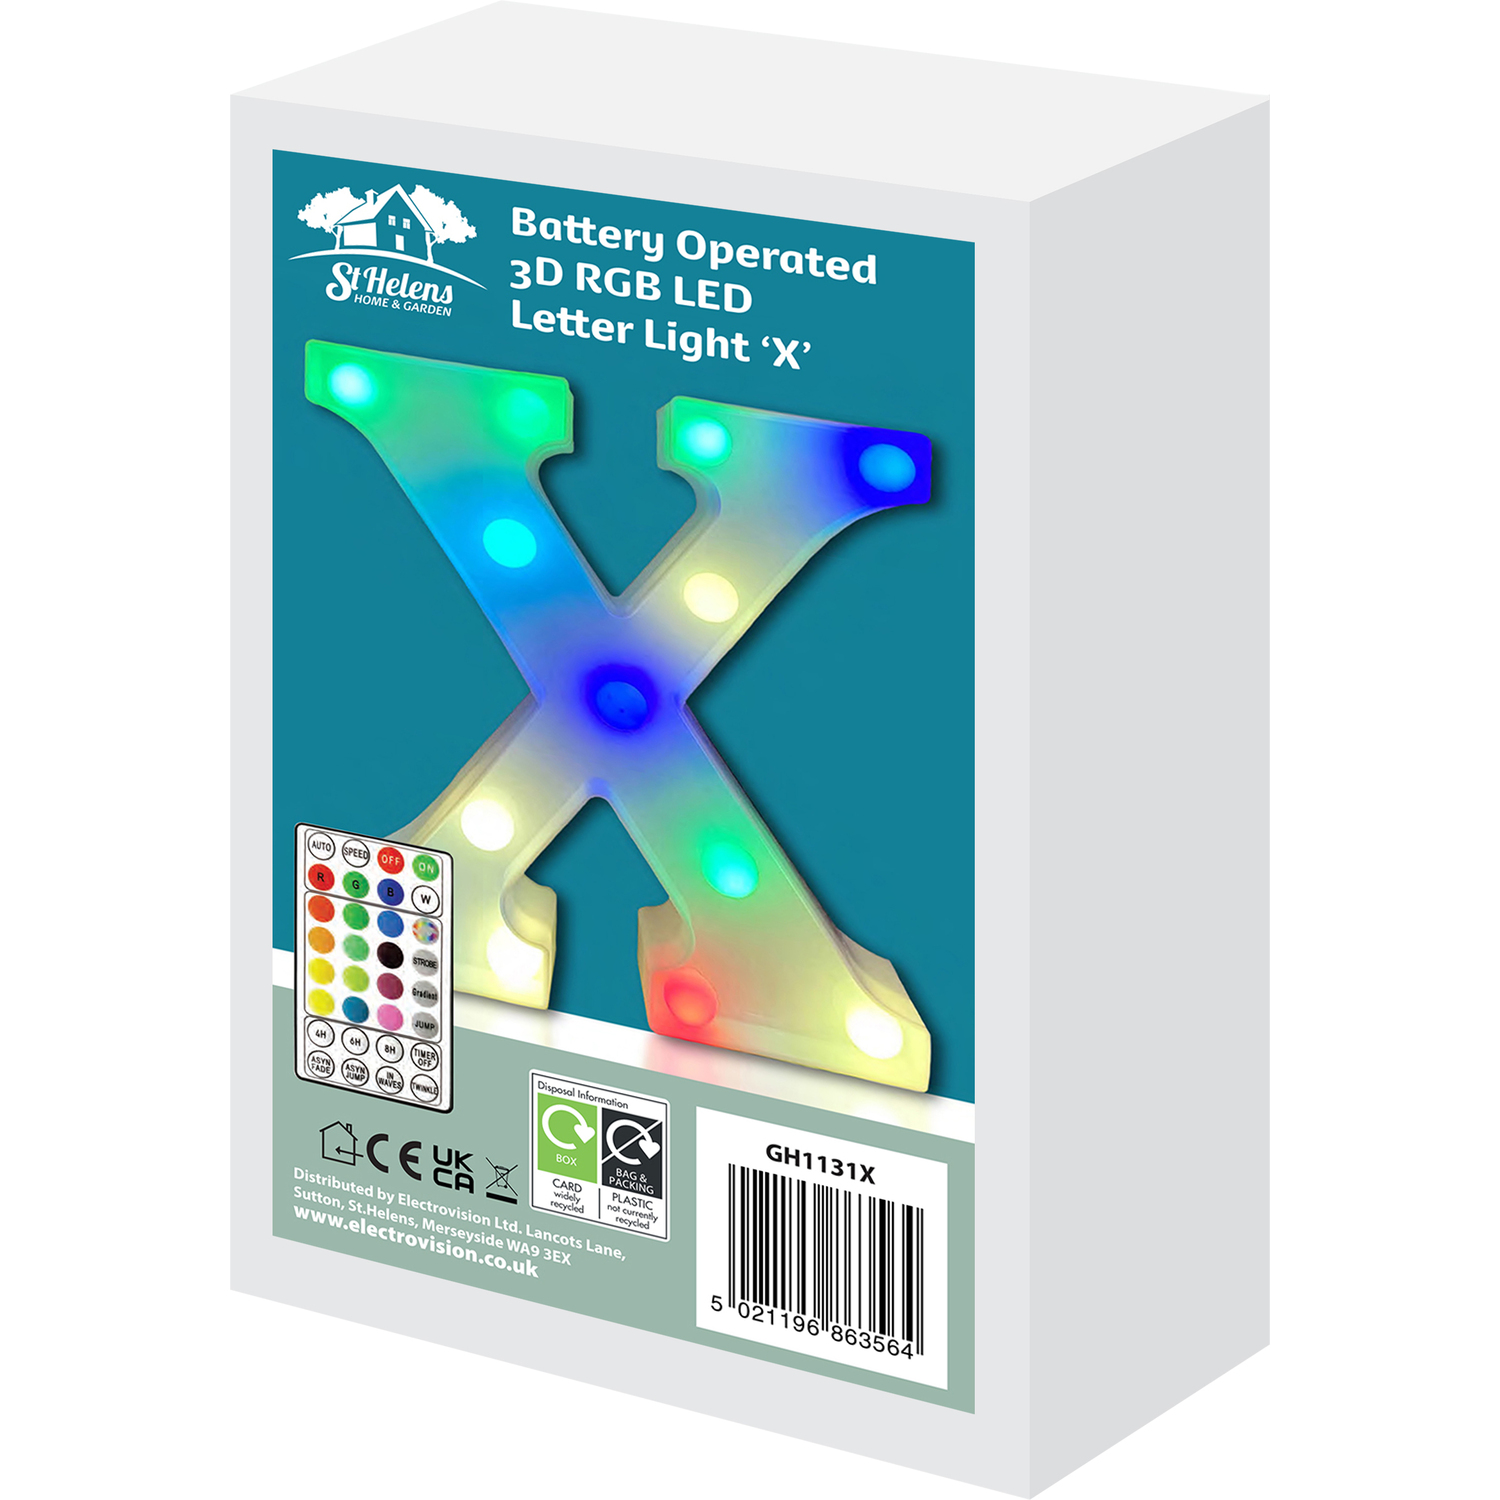 St Helens
HOME & GARDEN
Battery Operated
3D RGB LED
Letter Light ‘X’
AUTO SPEED OFF ON
R G B W
STROBE
Gradient
JUMP
4H 6H 8H TIMER OFF
ASYN FADE ASYN JUMP IN WAVES TWINKLE
CE UK CA
Distributed by Electrovision Ltd. Lancots Lane,
Sutton, St.Helens, Merseyside WA9 3EX
www.electrovision.co.uk
Disposal Information
BOX
CARD
widely
recycled
BAG &
PACKING
PLASTIC
not currently
recycled
GH1131X
5 021196 863564